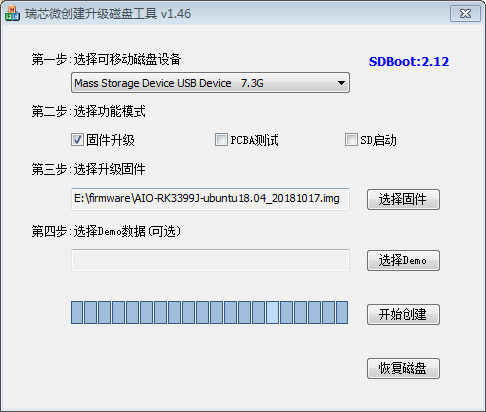 瑞芯微创建升级磁盘工具 v1.46
第一步:选择可移动磁盘设备
SDBoot:2.12
Mass Storage Device USB Device 7.3G
第二步:选择功能模式
固件升级 PCBA测试 SD启动
第三步:选择升级固件
E:\firmware\AIO-RK3399J-ubuntu18.04_20181017.img 选择固件
第四步:选择Demo数据(可选)
选择Demo
开始创建
恢复磁盘